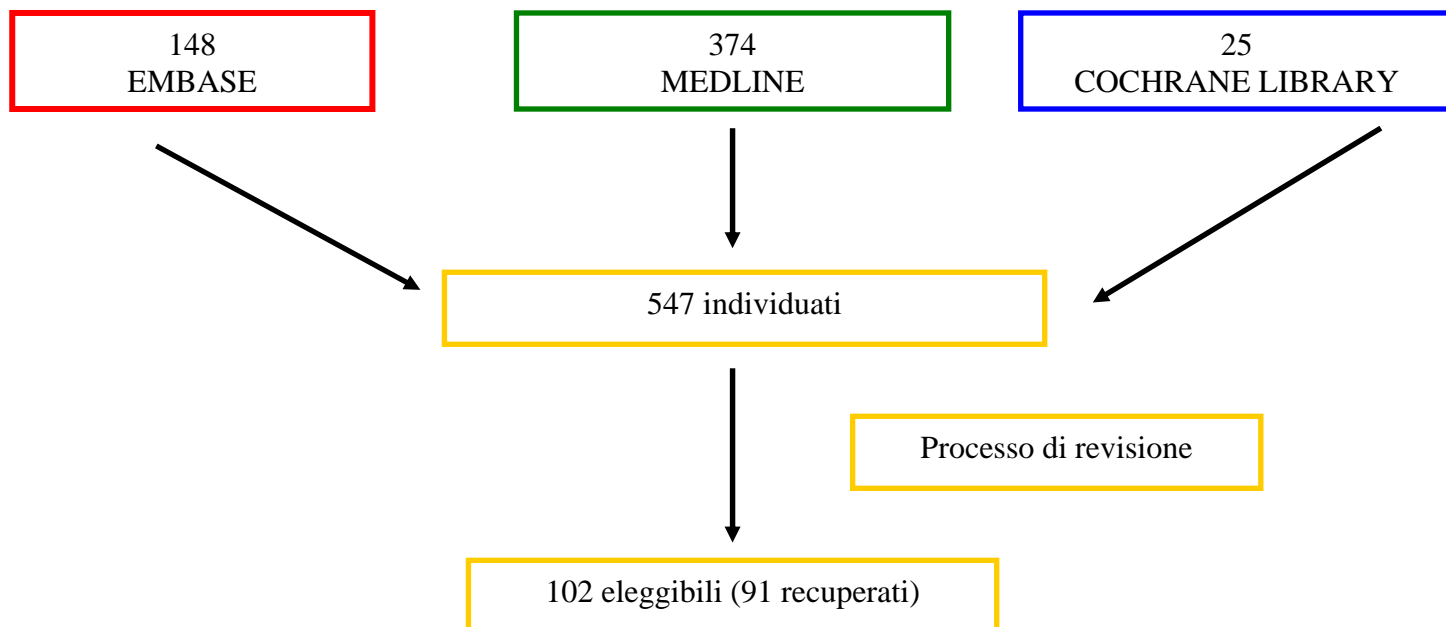 148
EMBASE
374
MEDLINE
25
COCHRANE LIBRARY
547 individuati
Processo di revisione
102 eleggibili (91 recuperati)